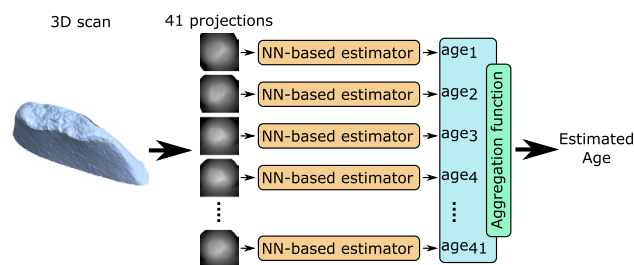 3D scan
41 projections
NN-based estimator
age1
NN-based estimator
age2
NN-based estimator
age3
NN-based estimator
age4
NN-based estimator
age41
Aggregation function
Estimated
Age